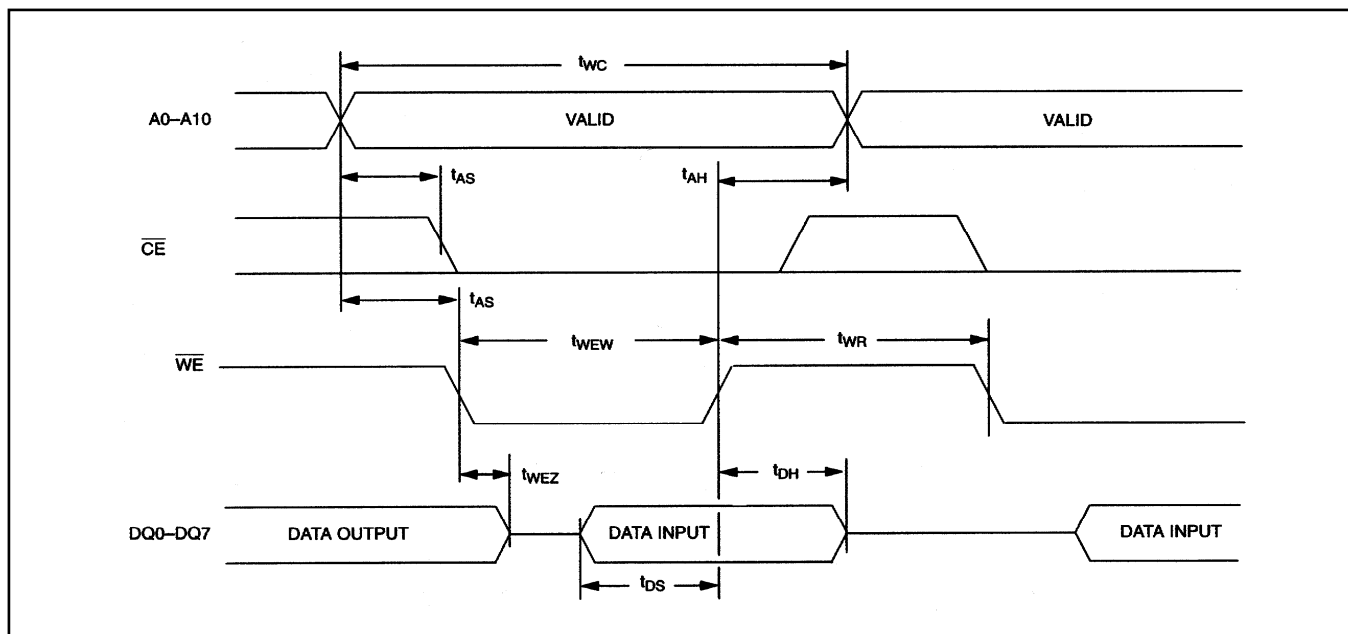 tWC
A0–A10
VALID
VALID
tAS
tAH
CE
tAS
tWEW
tWR
WE
tWEZ
tDH
DQ0–DQ7
DATA OUTPUT
DATA INPUT
DATA INPUT
tDS